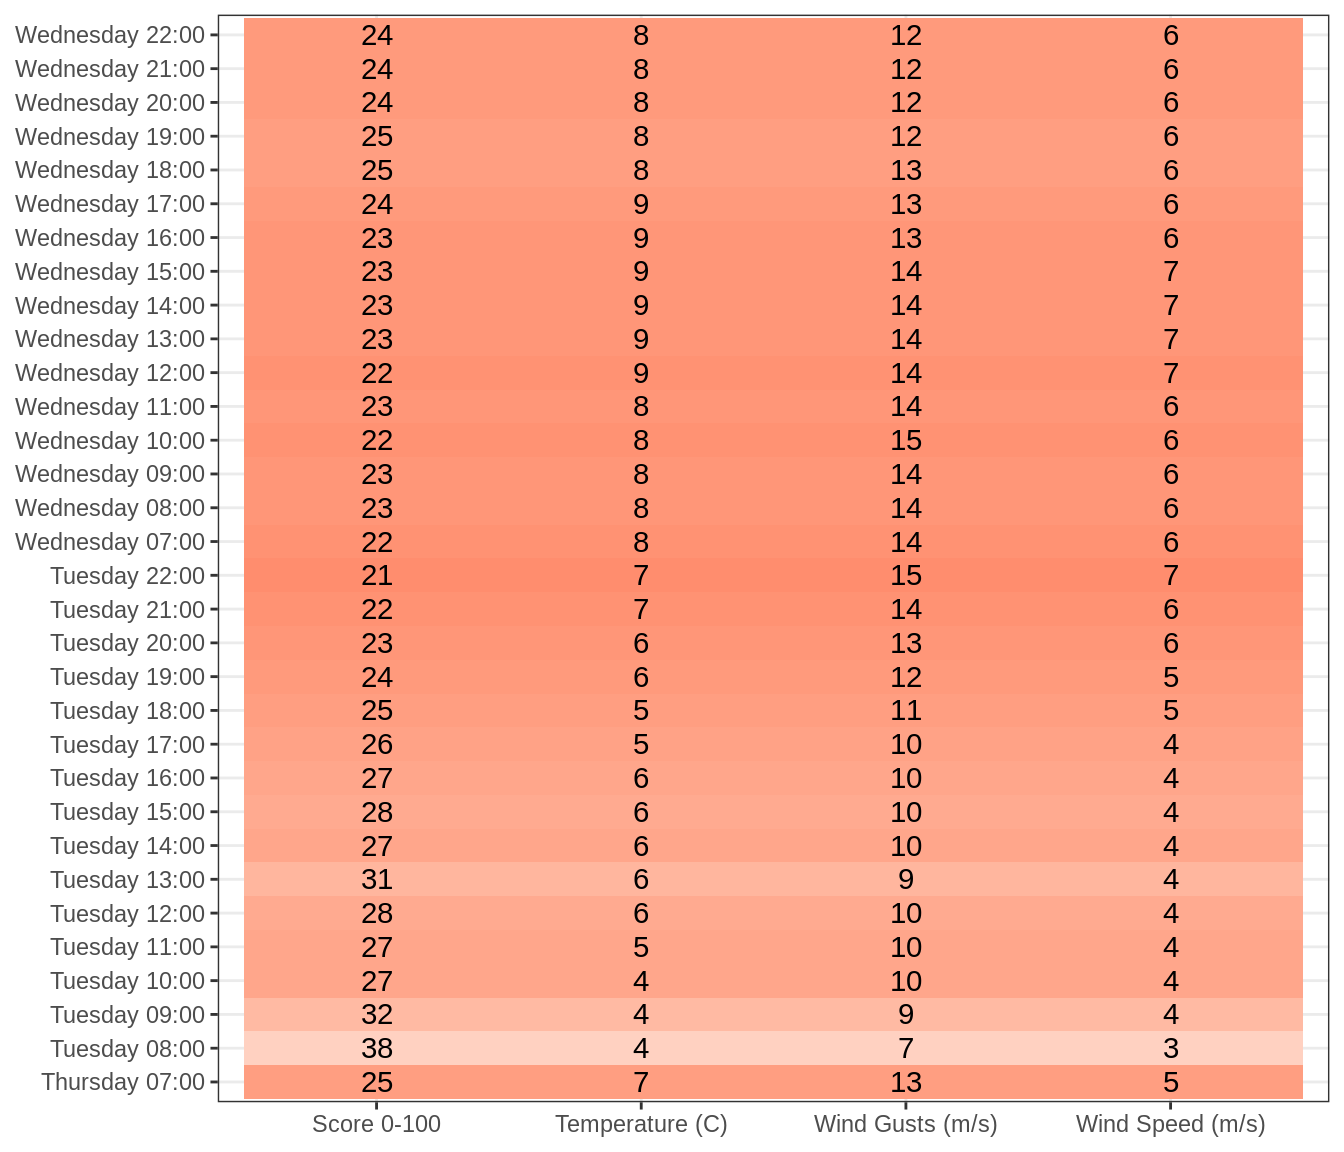 Wednesday 22:00 24 8 12 6
Wednesday 21:00 24 8 12 6
Wednesday 20:00 24 8 12 6
Wednesday 19:00 25 8 12 6
Wednesday 18:00 25 8 13 6
Wednesday 17:00 24 9 13 6
Wednesday 16:00 23 9 13 6
Wednesday 15:00 23 9 14 7
Wednesday 14:00 23 9 14 7
Wednesday 13:00 23 9 14 7
Wednesday 12:00 22 9 14 7
Wednesday 11:00 23 8 14 6
Wednesday 10:00 22 8 15 6
Wednesday 09:00 23 8 14 6
Wednesday 08:00 23 8 14 6
Wednesday 07:00 22 8 14 6
Tuesday 22:00 21 7 15 7
Tuesday 21:00 22 7 14 6
Tuesday 20:00 23 6 13 6
Tuesday 19:00 24 6 12 5
Tuesday 18:00 25 5 11 5
Tuesday 17:00 26 5 10 4
Tuesday 16:00 27 6 10 4
Tuesday 15:00 28 6 10 4
Tuesday 14:00 27 6 10 4
Tuesday 13:00 31 6 9 4
Tuesday 12:00 28 6 10 4
Tuesday 11:00 27 5 10 4
Tuesday 10:00 27 4 10 4
Tuesday 09:00 32 4 9 4
Tuesday 08:00 38 4 7 3
Thursday 07:00 25 7 13 5
Score 0-100 Temperature (C) Wind Gusts (m/s) Wind Speed (m/s)